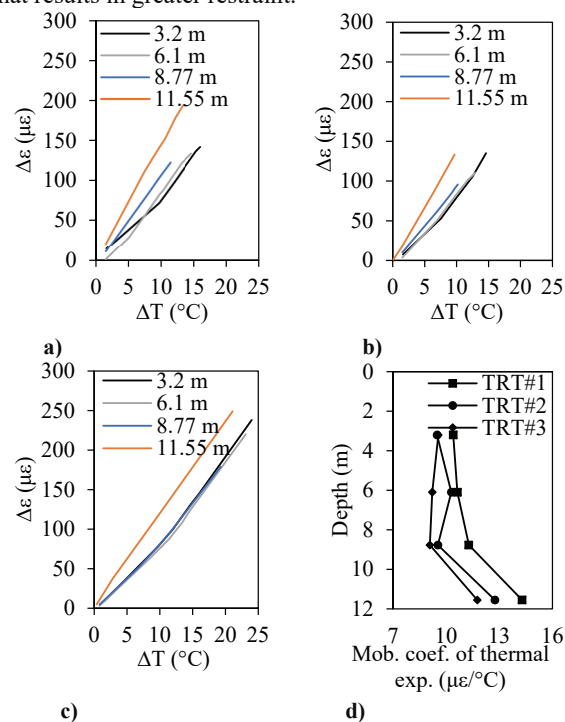 hat results in greater restraint.
350
300
250
200
150
100
50
0
Δε (με)
3.2 m
6.1 m
8.77 m
11.55 m
0 5 10 15 20 25
ΔT (°C)
a)
350
300
250
200
150
100
50
0
Δε (με)
3.2 m
6.1 m
8.77 m
11.55 m
0 5 10 15 20 25
ΔT (°C)
b)
300
250
200
150
100
50
0
Δε (με)
3.2 m
6.1 m
8.77 m
11.55 m
0 5 10 15 20 25
ΔT (°C)
c)
0
2
4
6
8
10
12
Depth (m)
TRT#1
TRT#2
TRT#3
7 10 13 16
Mob. coef. of thermal
exp. (με/°C)
d)